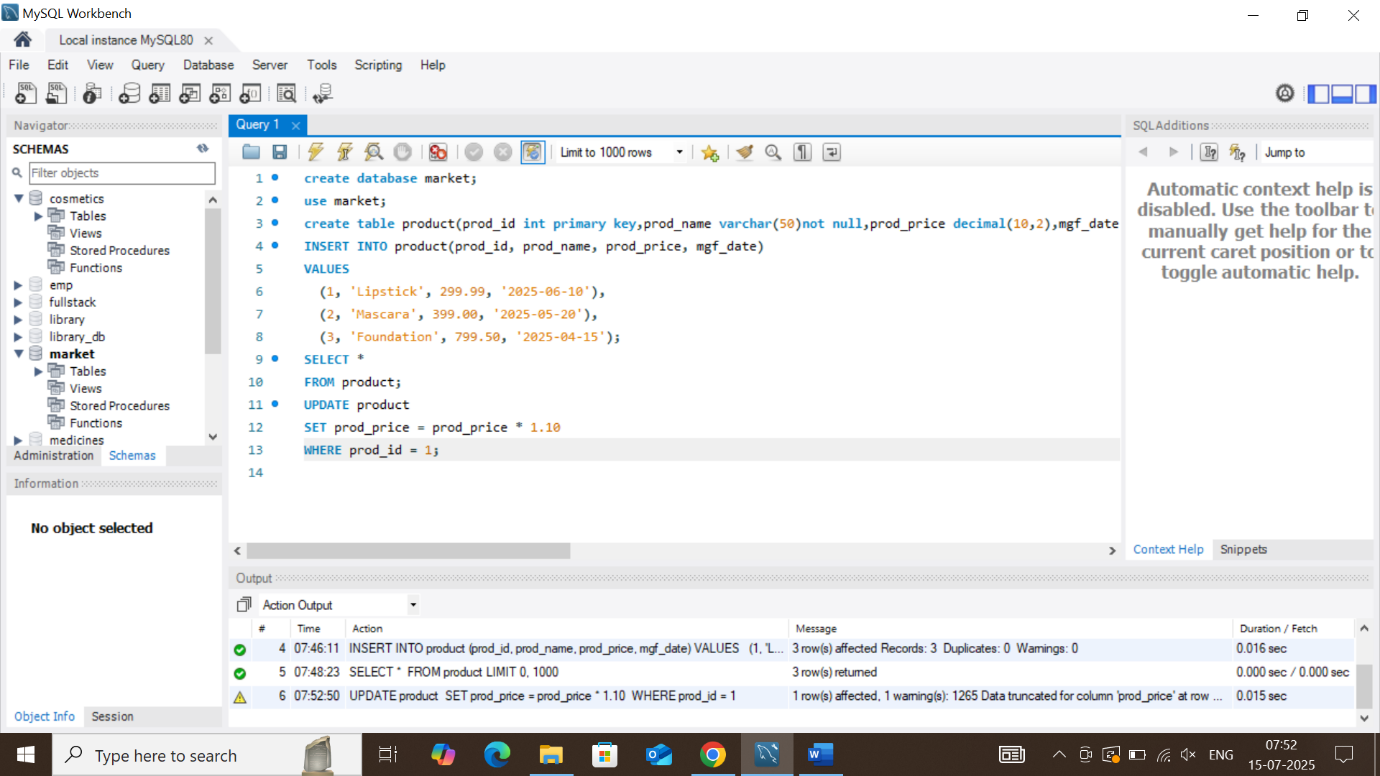 MySQL Workbench
Local instance MySQL80
File Edit View Query Database Server Tools Scripting Help
Navigator
SCHEMAS
Filter objects
cosmetics
Tables
Views
Stored Procedures
Functions
emp
fullstack
library
library_db
market
Tables
Views
Stored Procedures
Functions
medicines
Administration Schemas
Information
No object selected
Object Info Session
Query 1
Limit to 1000 rows
1 create database market;
2 use market;
3 create table product(prod_id int primary key,prod_name varchar(50)not null,prod_price decimal(10,2),mgf_date
4 INSERT INTO product(prod_id, prod_name, prod_price, mgf_date)
5 VALUES
6 (1, 'Lipstick', 299.99, '2025-06-10'),
7 (2, 'Mascara', 399.00, '2025-05-20'),
8 (3, 'Foundation', 799.50, '2025-04-15');
9 SELECT *
10 FROM product;
11 UPDATE product
12 SET prod_price = prod_price * 1.10
13 WHERE prod_id = 1;
14
SQLAdditions
Jump to
Automatic context help is
disabled. Use the toolbar to
manually get help for the
current caret position or to
toggle automatic help.
Context Help Snippets
Output
Action Output
# Time Action Message Duration / Fetch
4 07:46:11 INSERT INTO product (prod_id, prod_name, prod_price, mgf_date) VALUES (1, 'L... 3 row(s) affected Records: 3 Duplicates: 0 Warnings: 0 0.016 sec
5 07:48:23 SELECT * FROM product LIMIT 0, 1000 3 row(s) returned 0.000 sec / 0.000 sec
6 07:52:50 UPDATE product SET prod_price = prod_price * 1.10 WHERE prod_id = 1 1 row(s) affected, 1 warning(s): 1265 Data truncated for column 'prod_price' at row ... 0.015 sec
Type here to search
ENG
07:52
15-07-2025